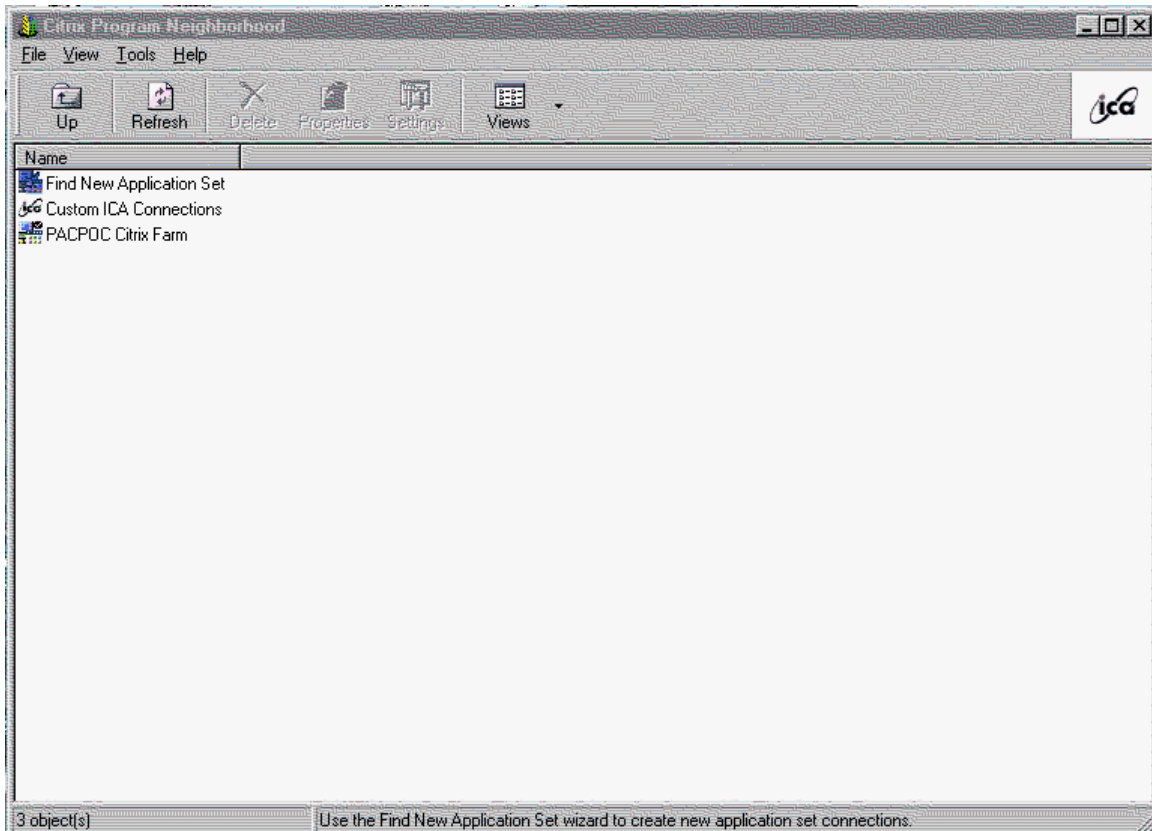 Citrix Program Neighborhood
File View Tools Help
Up Refresh Delete Properties Settings Views
ica
Name
Find New Application Set
Custom ICA Connections
PACPOC Citrix Farm
3 object(s) Use the Find New Application Set wizard to create new application set connections.